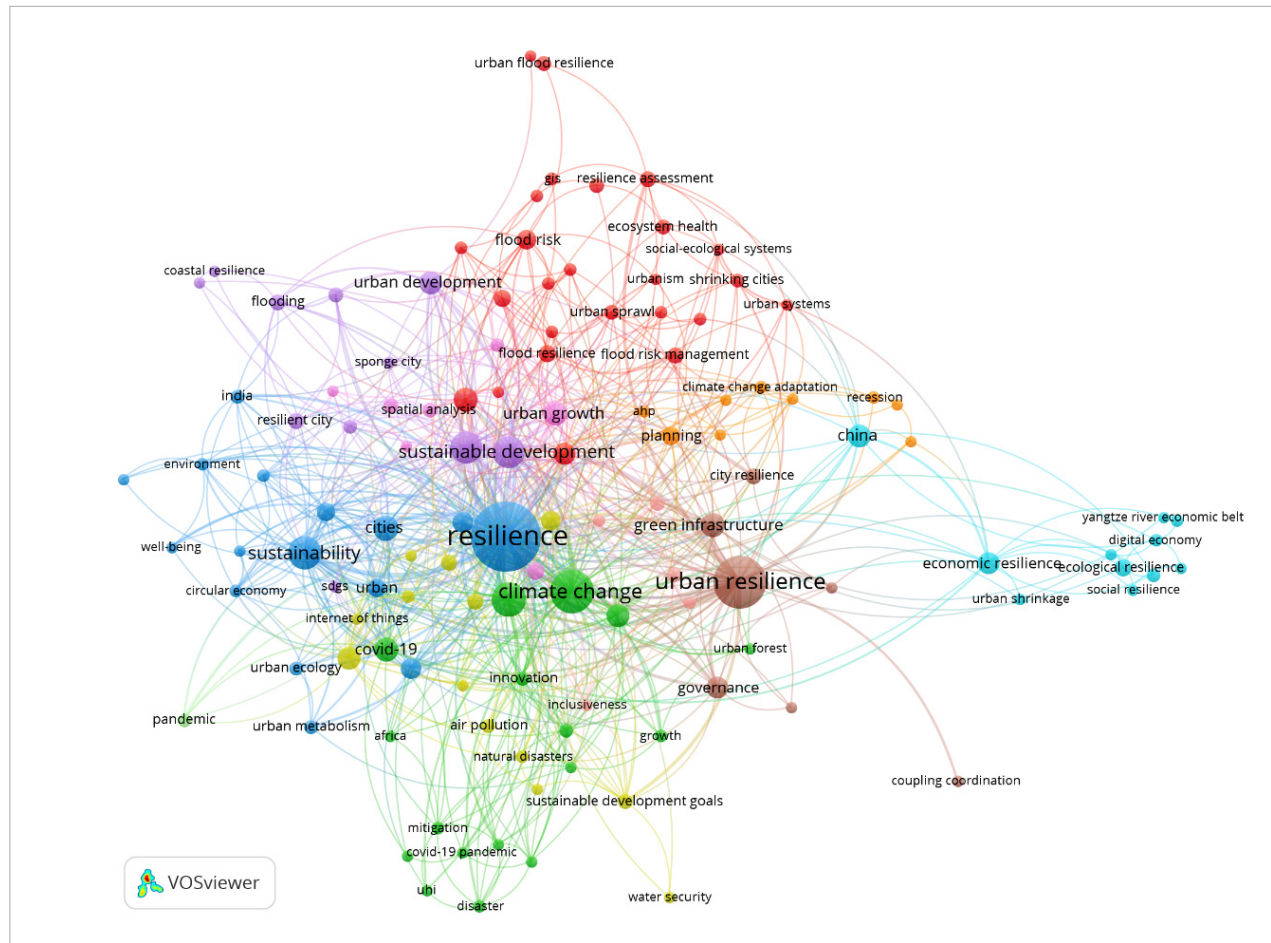 urban flood resilience
gis
resilience assessment
ecosystem health
flood risk
social-ecological systems
coastal resilience
urban development
urbanism
shrinking cities
flooding
urban systems
urban sprawl
flood resilience
flood risk management
sponge city
climate change adaptation
india
recession
spatial analysis
urban growth
ahp
resilient city
planning
china
sustainable development
environment
city resilience
yangtze river economic belt
cities
green infrastructure
resilience
digital economy
well-being
sustainability
economic resilience
ecological resilience
urban resilience
sdgs
urban
climate change
circular economy
social resilience
urban shrinkage
internet of things
covid-19
urban forest
urban ecology
innovation
governance
inclusiveness
pandemic
urban metabolism
air pollution
africa
growth
natural disasters
coupling coordination
sustainable development goals
mitigation
covid-19 pandemic
uhi
water security
disaster
VOSviewer